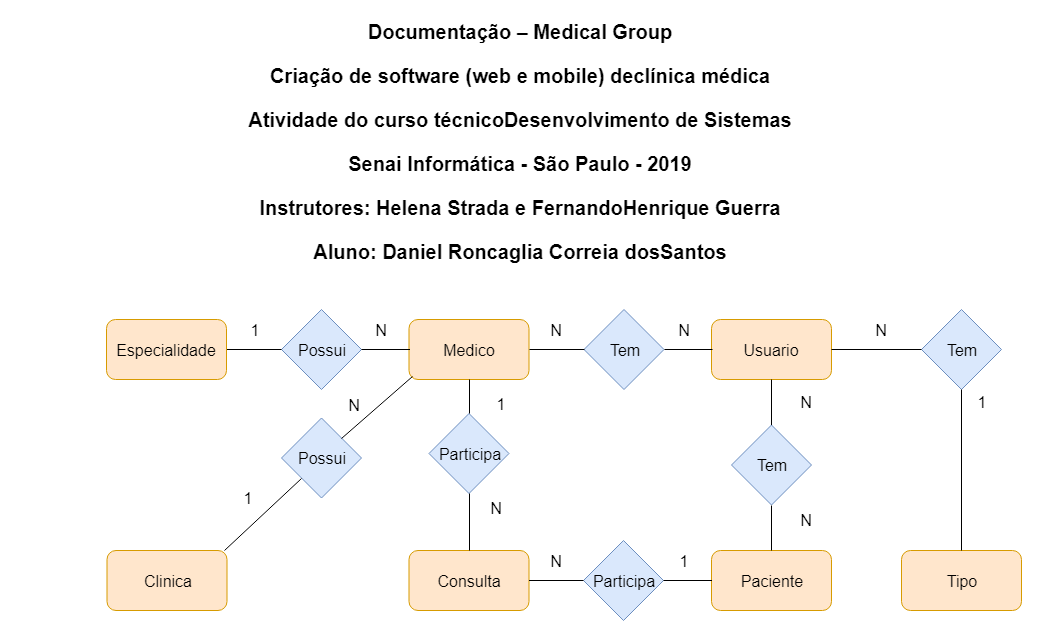 Documentação – Medical Group
Criação de software (web e mobile) declínica médica
Atividade do curso técnicoDesenvolvimento de Sistemas
Senai Informática - São Paulo - 2019
Instrutores: Helena Strada e FernandoHenrique Guerra
Aluno: Daniel Roncaglia Correia dosSantos
1 N N N N
Especialidade Possui Medico Tem Usuario Tem
N 1 N 1
Possui Participa Tem
1 N N
N 1
Clinica Consulta Participa Paciente Tipo